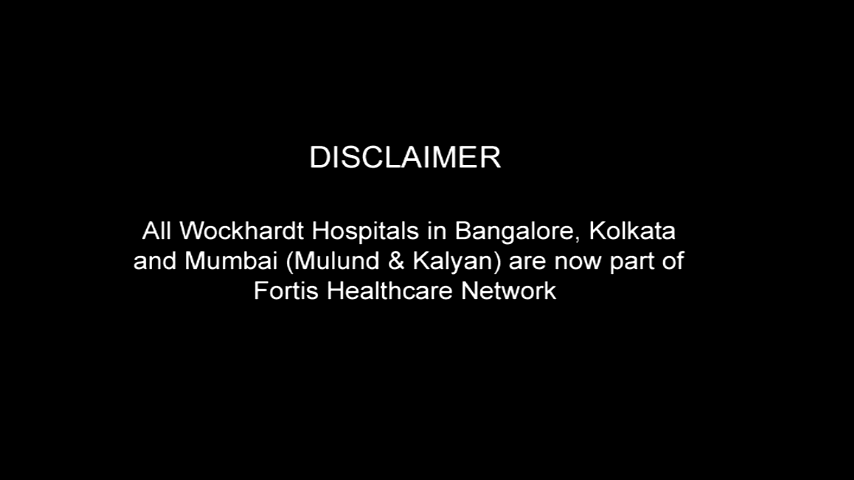 DISCLAIMER
All Wockhardt Hospitals in Bangalore, Kolkata
and Mumbai (Mulund & Kalyan) are now part of
Fortis Healthcare Network